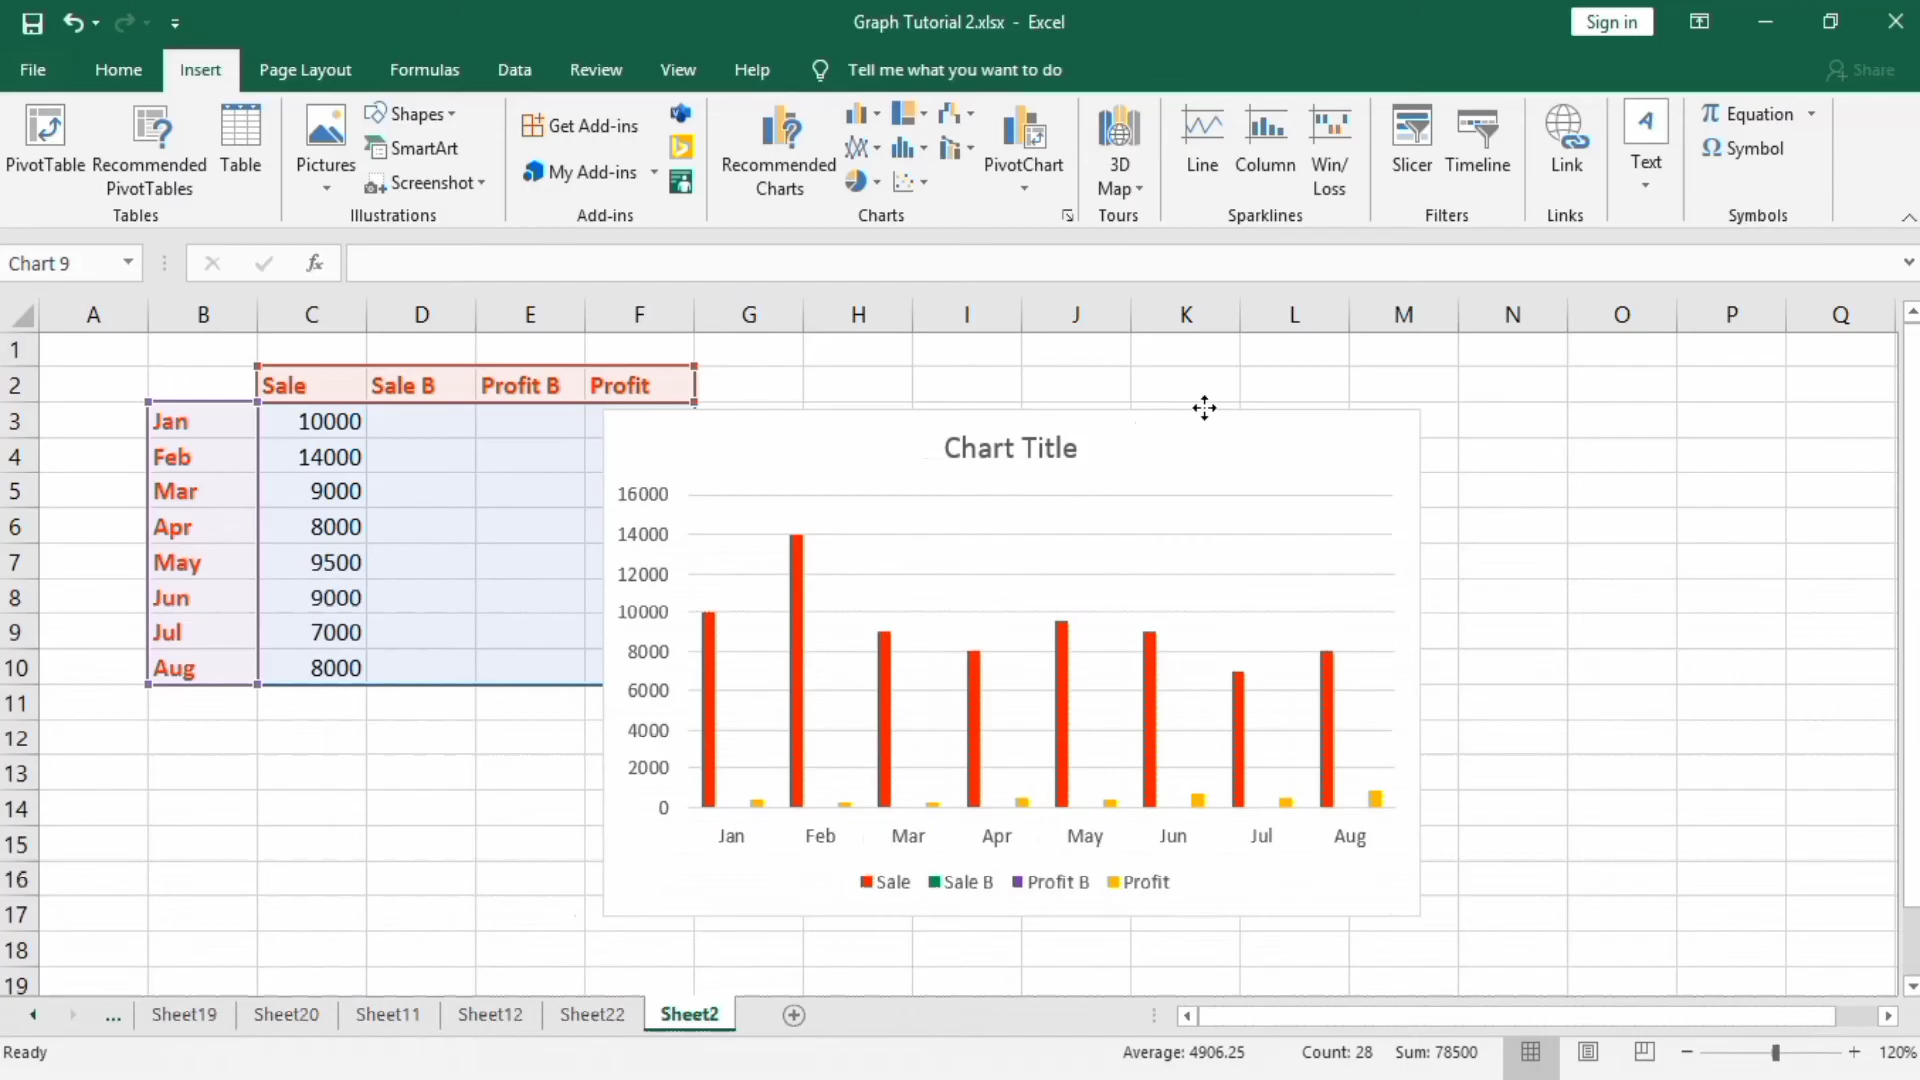 Graph Tutorial 2.xlsx - Excel
Sign in
File Home Insert Page Layout Formulas Data Review View Help Tell me what you want to do Share
PivotTable
Recommended PivotTables
Table
Tables
Pictures
Shapes
SmartArt
Screenshot
Illustrations
Get Add-ins
My Add-ins
Add-ins
Recommended Charts
PivotChart
Charts
3D Map
Tours
Line
Column
Win/ Loss
Sparklines
Slicer
Timeline
Filters
Link
Links
Text
Equation
Symbol
Symbols
Chart 9
fx
A B C D E F G H I J K L M N O P Q
1
2 Sale Sale B Profit B Profit
3 Jan 10000
4 Feb 14000
5 Mar 9000
6 Apr 8000
7 May 9500
8 Jun 9000
9 Jul 7000
10 Aug 8000
11
12
13
14
15
16
17
18
19
Chart Title
16000
14000
12000
10000
8000
6000
4000
2000
0
Jan Feb Mar Apr May Jun Jul Aug
Sale Sale B Profit B Profit
... Sheet19 Sheet20 Sheet11 Sheet12 Sheet22 Sheet2
Ready Average: 4906.25 Count: 28 Sum: 78500 120%